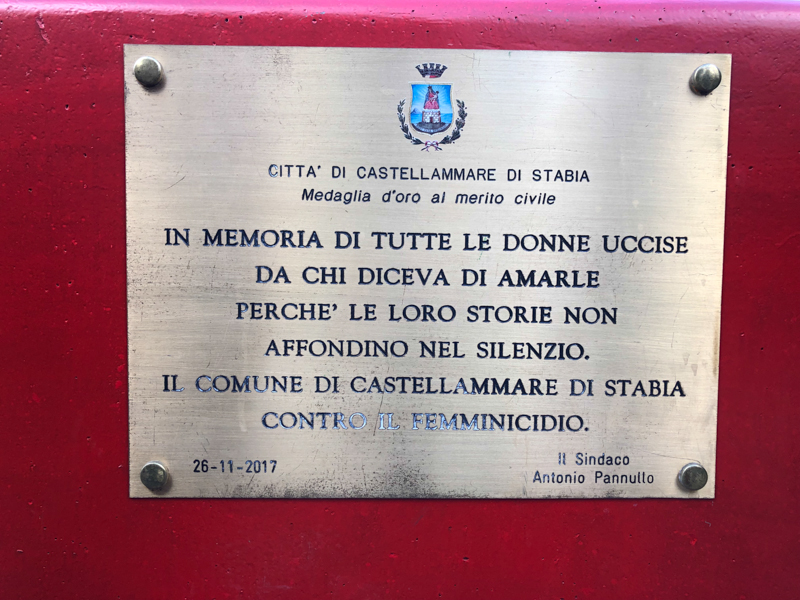 CITTA' DI CASTELLAMMARE DI STABIA
Medaglia d'oro al merito civile
IN MEMORIA DI TUTTE LE DONNE UCCISE
DA CHI DICEVA DI AMARLE
PERCHE' LE LORO STORIE NON
AFFONDINO NEL SILENZIO.
IL COMUNE DI CASTELLAMMARE DI STABIA
CONTRO IL FEMMINICIDIO.
26-11-2017
Il Sindaco
Antonio Pannullo